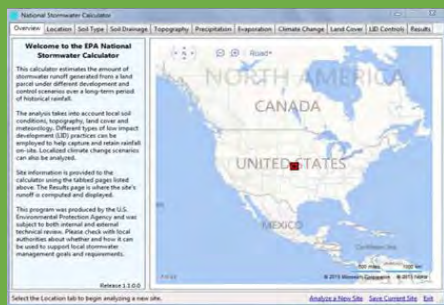 National Stormwater Calculator
Overview Location Soil Type Soil Drainage Topography Precipitation Evaporation Climate Change Land Cover LID Controls Results
Welcome to the EPA National
Stormwater Calculator
This calculator estimates the amount of
stormwater runoff generated from a land
parcel under different development and
control scenarios over a long-term period
of historical rainfall.
The analysis takes into account local soil
conditions, topography, land cover and
meteorology. Different types of low impact
development (LID) practices can be
employed to help capture and retain rainfall
on-site. Localized climate change scenarios
can also be analyzed.
Site information is provided to the
calculator using the tabbed pages listed
above. The Results page is where the site's
runoff is computed and displayed.
This program was produced by the U.S.
Environmental Protection Agency and was
subject to both internal and external
technical review. Please check with local
authorities about whether and how it can
be used to support local stormwater
management goals and requirements.
Release 1.1.0.0
Road
NORTH AMERICA
CANADA
UNITED STATES
MEXICO
Caribbean Sea
500 miles 1000 km
Select the Location tab to begin analyzing a new site.
Analyze a New Site Save Current Site Exit